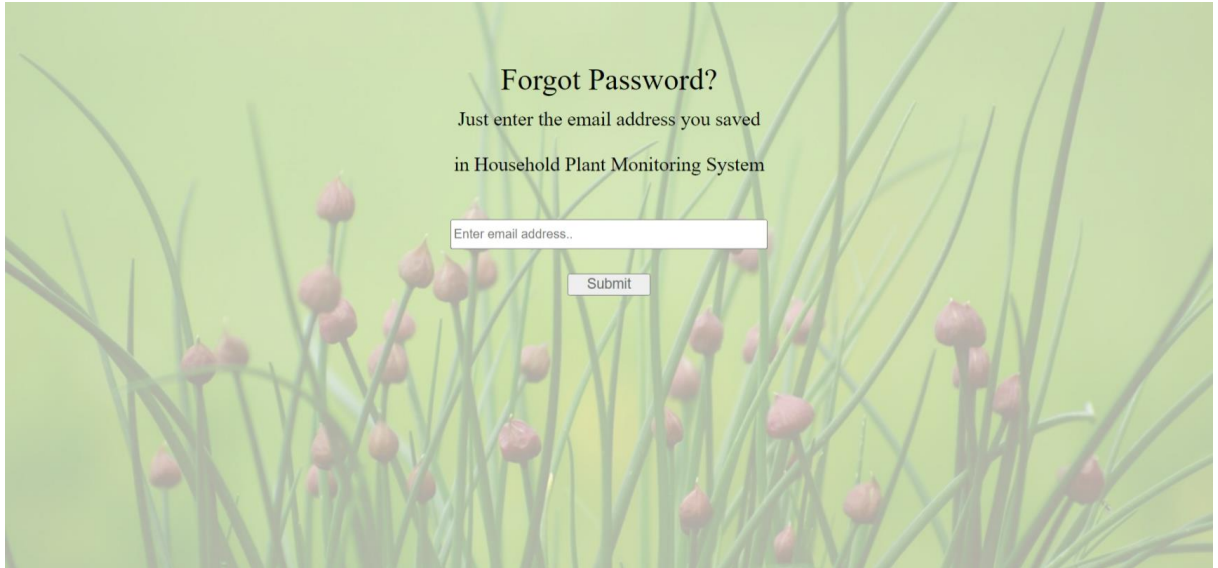 Forgot Password?
Just enter the email address you saved
in Household Plant Monitoring System
Enter email address..
Submit